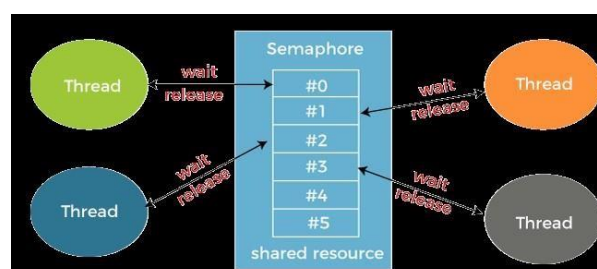 Semaphore
Thread
wait
release
#0
#1
#2
#3
#4
#5
shared resource
wait
release
Thread
Thread
wait
release
wait
release
Thread